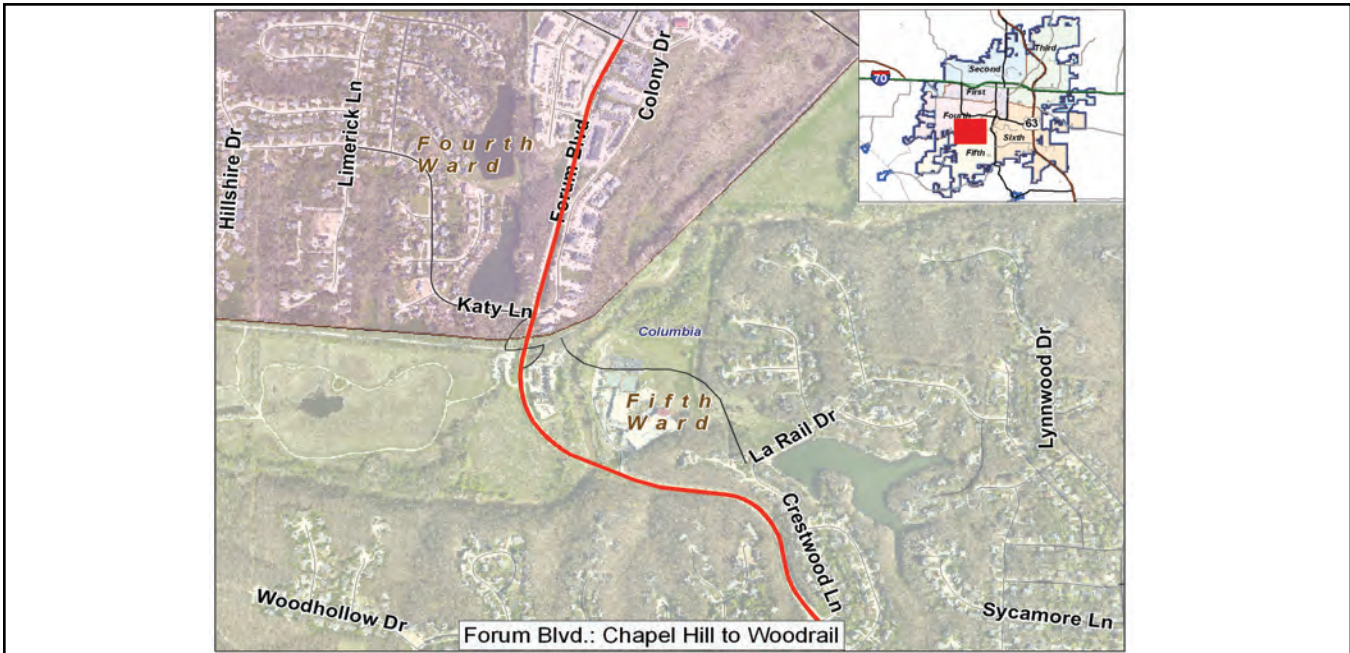 Hillshire Dr
Limerick Ln
Fourth
Ward
Forum Blvd
Colony Dr
Katy Ln
Columbia
Fifth
Ward
La Rail Dr
Lynnwood Dr
Crestwood Ln
Woodhollow Dr
Sycamore Ln
Forum Blvd.: Chapel Hill to Woodrail
70
Second
Third
First
Fourth
63
Sixth
Fifth